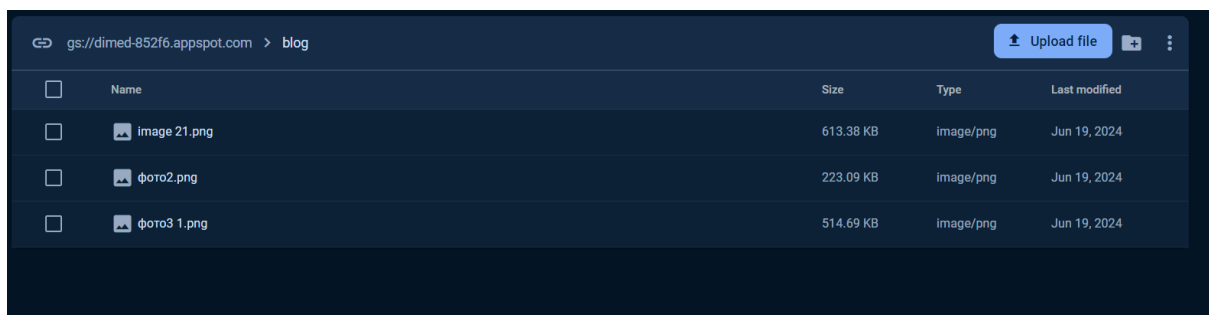 gs://dimed-852f6.appspot.com > blog Upload file
Name Size Type Last modified
image 21.png 613.38 KB image/png Jun 19, 2024
фото2.png 223.09 KB image/png Jun 19, 2024
фото3 1.png 514.69 KB image/png Jun 19, 2024